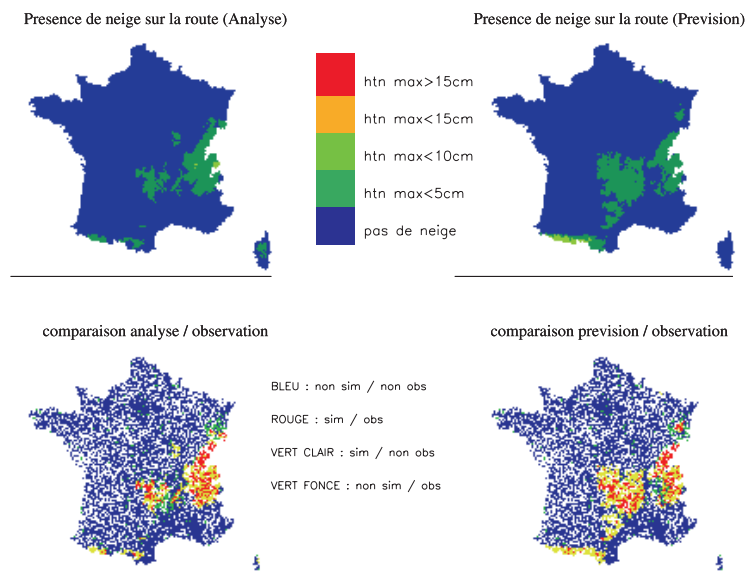 Presence de neige sur la route (Analyse)
Presence de neige sur la route (Prevision)
htn max>15cm
htn max<15cm
htn max<10cm
htn max<5cm
pas de neige
comparaison analyse / observation
comparaison prevision / observation
BLEU : non sim / non obs
ROUGE : sim / obs
VERT CLAIR : sim / non obs
VERT FONCE : non sim / obs